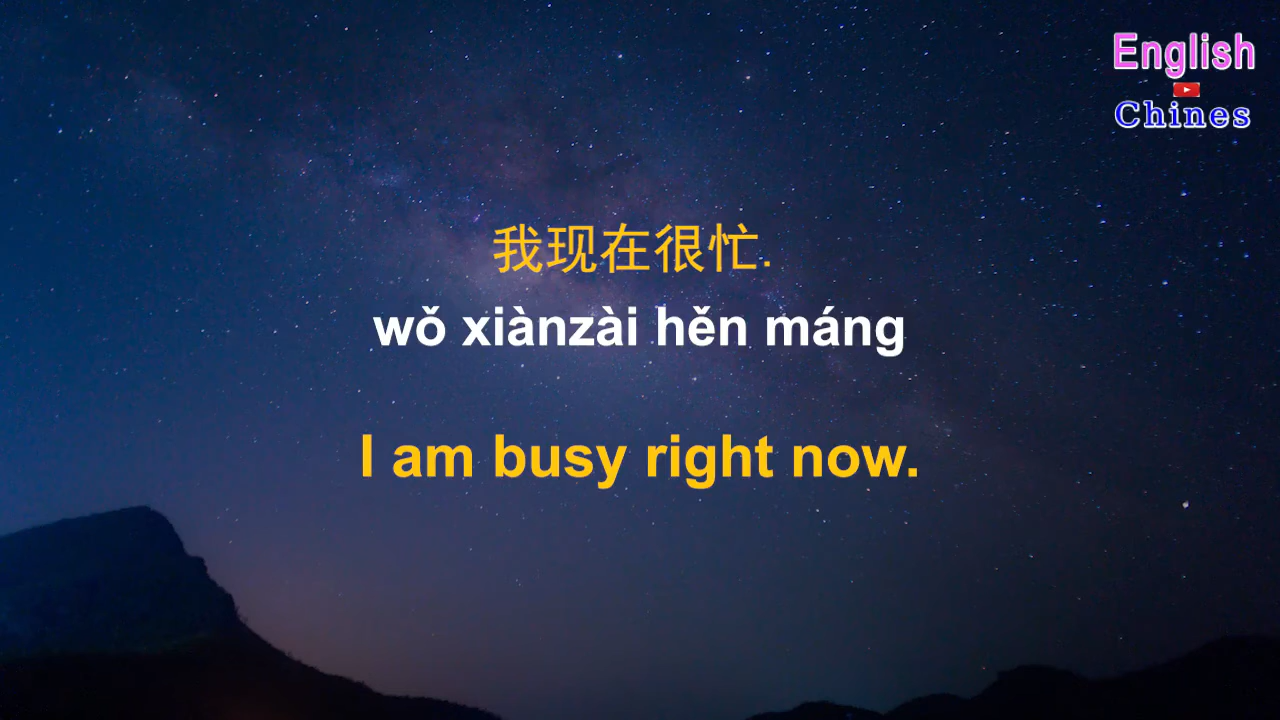 English
Chines
我现在很忙.
wǒ xiànzài hěn máng
I am busy right now.